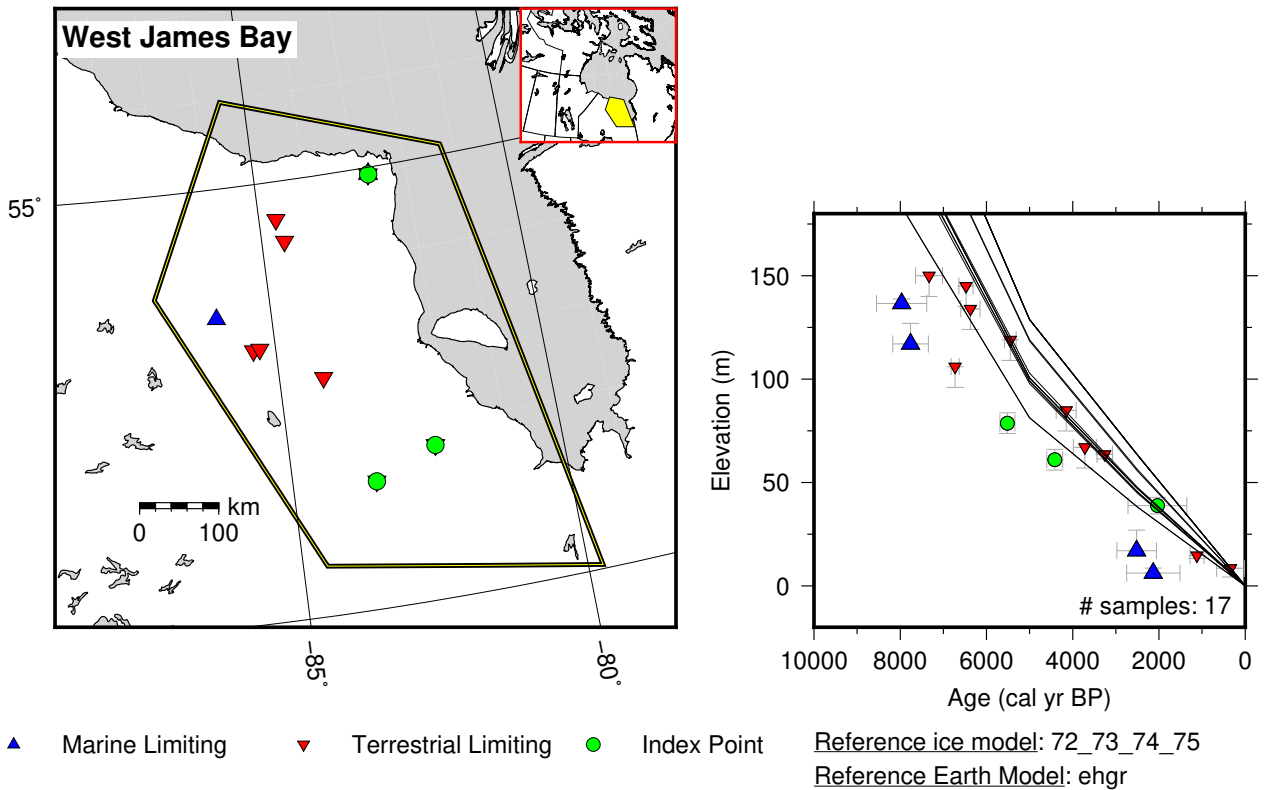 West James Bay
55°
km
0 100
-85°
-80°
Elevation (m)
150
100
50
0
# samples: 17
10000 8000 6000 4000 2000 0
Age (cal yr BP)
Marine Limiting Terrestrial Limiting Index Point
Reference ice model: 72_73_74_75
Reference Earth Model: ehgr